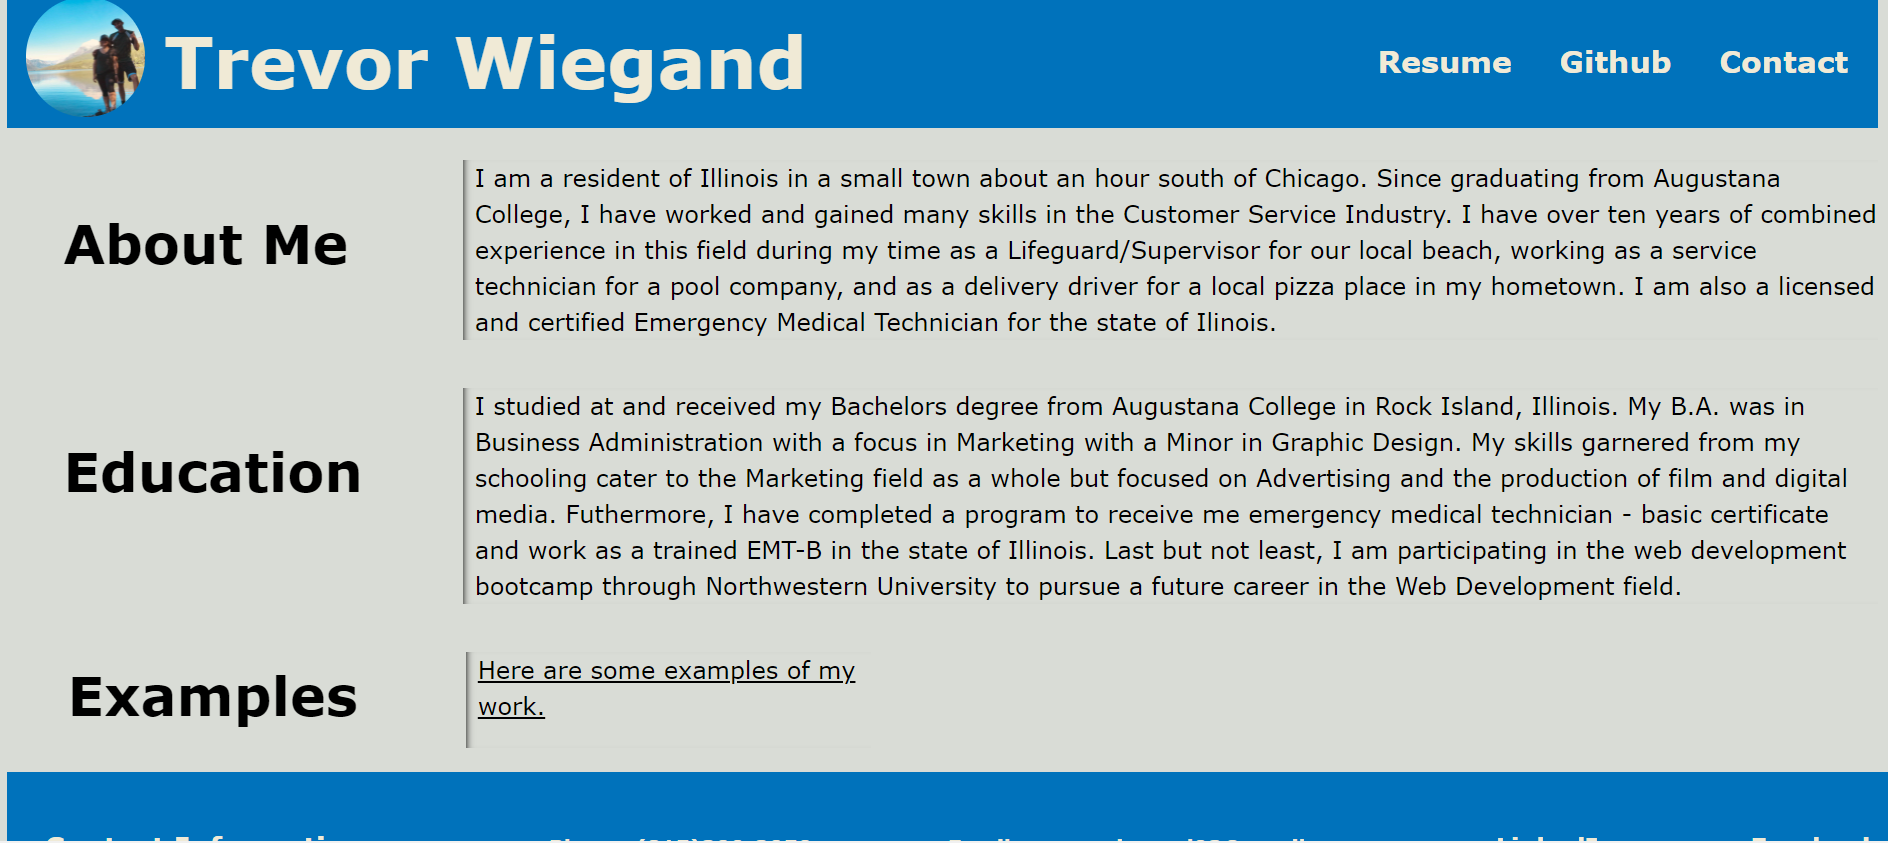 Trevor Wiegand
Resume Github Contact
About Me
I am a resident of Illinois in a small town about an hour south of Chicago. Since graduating from Augustana
College, I have worked and gained many skills in the Customer Service Industry. I have over ten years of combined
experience in this field during my time as a Lifeguard/Supervisor for our local beach, working as a service
technician for a pool company, and as a delivery driver for a local pizza place in my hometown. I am also a licensed
and certified Emergency Medical Technician for the state of Ilinois.
Education
I studied at and received my Bachelors degree from Augustana College in Rock Island, Illinois. My B.A. was in
Business Administration with a focus in Marketing with a Minor in Graphic Design. My skills garnered from my
schooling cater to the Marketing field as a whole but focused on Advertising and the production of film and digital
media. Futhermore, I have completed a program to receive me emergency medical technician - basic certificate
and work as a trained EMT-B in the state of Illinois. Last but not least, I am participating in the web development
bootcamp through Northwestern University to pursue a future career in the Web Development field.
Examples
Here are some examples of my
work.